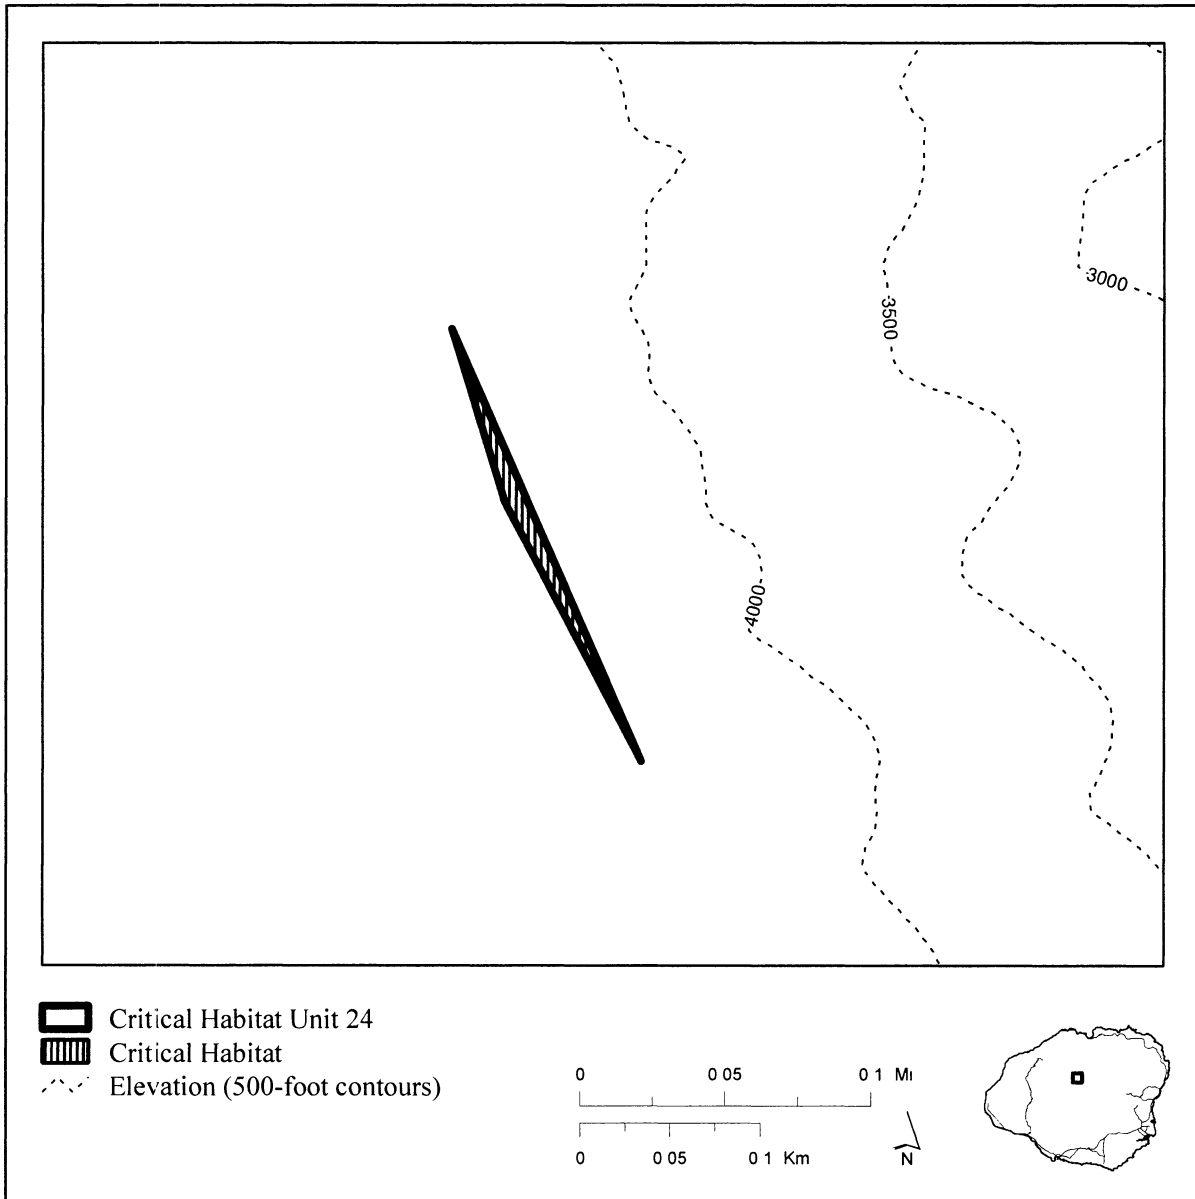 3000
3500
4000
Critical Habitat Unit 24
Critical Habitat
Elevation (500-foot contours)
0 0 05 0 1 Mi
0 0 05 0 1 Km
N